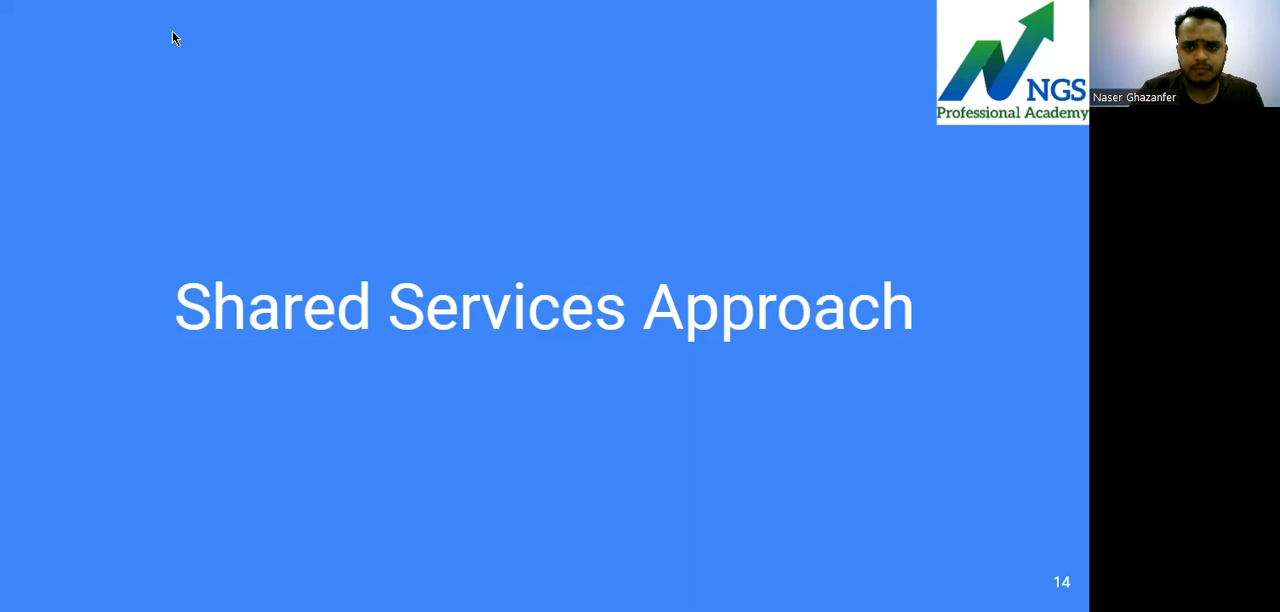 NGS
Professional Academy
Naser Ghazanfer
Shared Services Approach
14